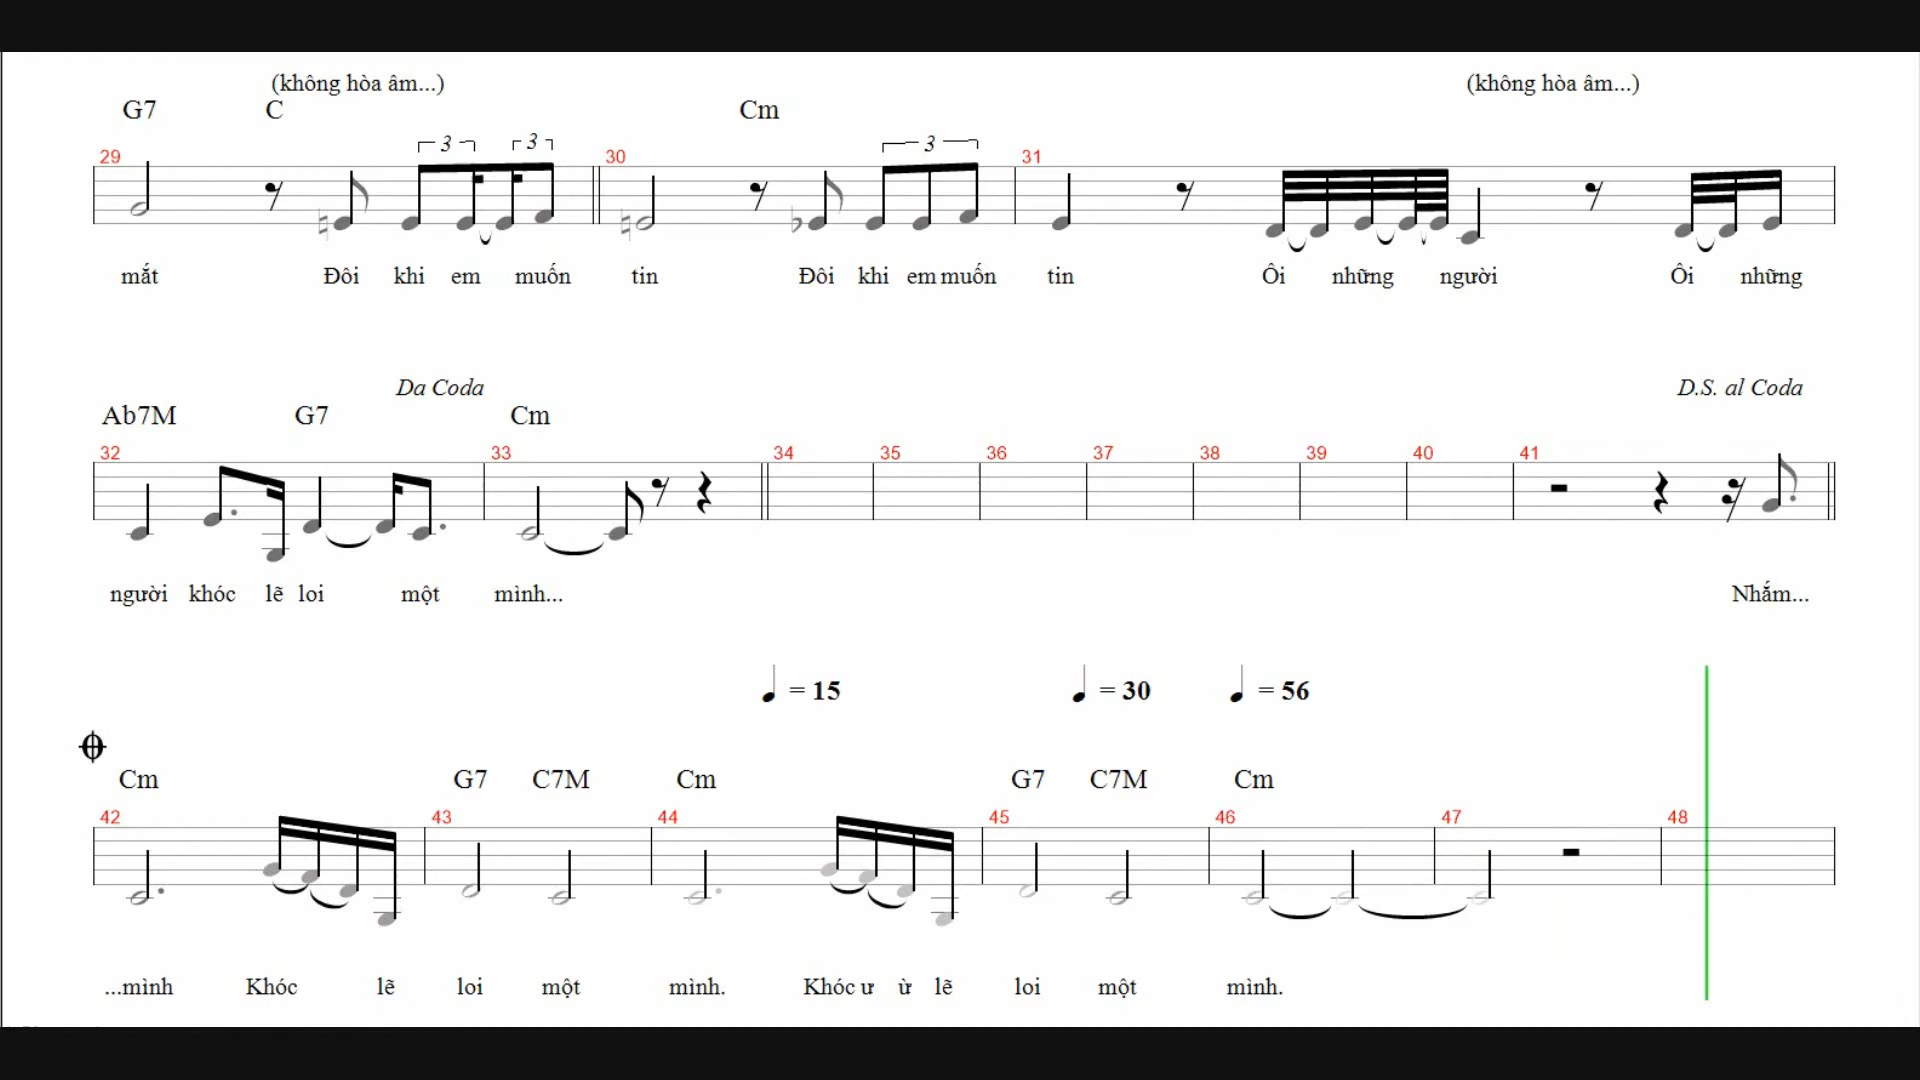 (không hòa âm...) (không hòa âm...)
G7 C Cm
3 3 3
29 30 31
mắt Đôi khi em muốn tin Đôi khi em muốn tin Ôi những người Ôi những
Da Coda D.S. al Coda
Ab7M G7 Cm
32 33 34 35 36 37 38 39 40 41
người khóc lẽ loi một mình... Nhắm...
= 15 = 30 = 56
Cm G7 C7M Cm G7 C7M Cm
42 43 44 45 46 47 48
...mình Khóc lẽ loi một mình. Khóc ư ừ lẽ loi một mình.